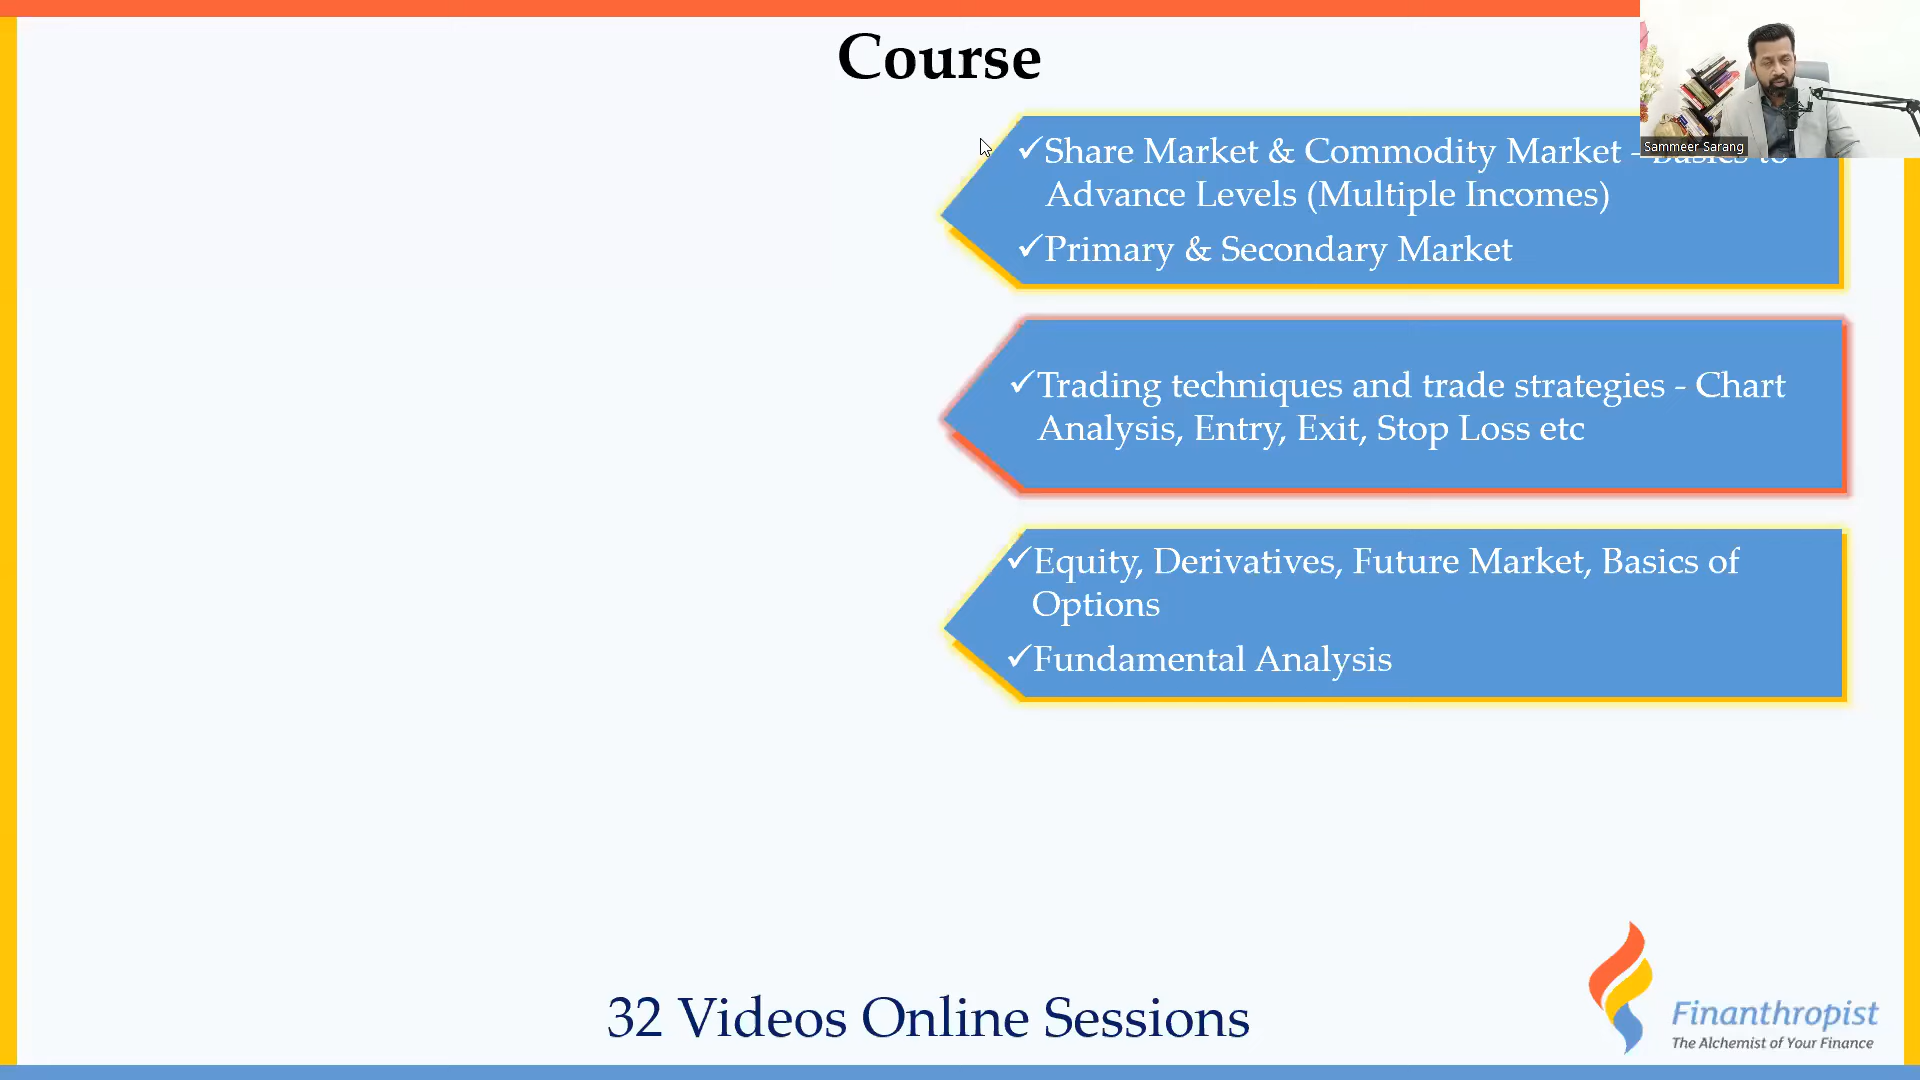 Course
Sammeer Sarang
✓Share Market & Commodity Market - Basics to
Advance Levels (Multiple Incomes)
✓Primary & Secondary Market
✓Trading techniques and trade strategies - Chart
Analysis, Entry, Exit, Stop Loss etc
✓Equity, Derivatives, Future Market, Basics of
Options
✓Fundamental Analysis
32 Videos Online Sessions
Finanthropist
The Alchemist of Your Finance